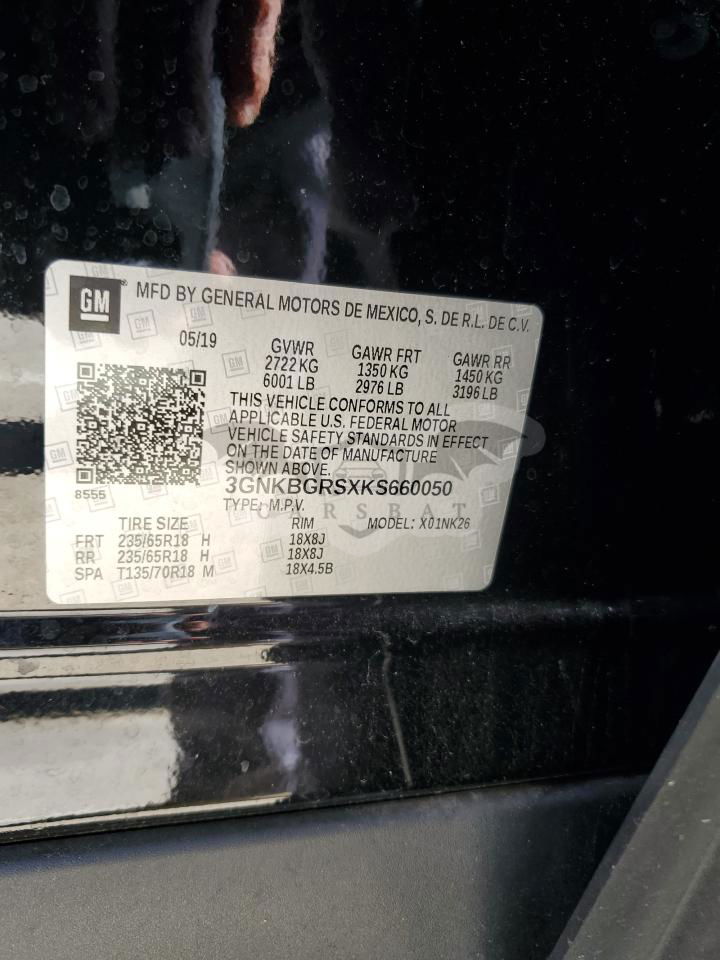 GM
MFD BY GENERAL MOTORS DE MEXICO, S. DE R.L. DE C.V.
05/19 GVWR GAWR FRT GAWR RR
2722 KG 1350 KG 1450 KG
6001 LB 2976 LB 3196 LB
THIS VEHICLE CONFORMS TO ALL
APPLICABLE U.S. FEDERAL MOTOR
VEHICLE SAFETY STANDARDS IN EFFECT
ON THE DATE OF MANUFACTURE
SHOWN ABOVE.
8555 3GNKBGRSXKS660050
TYPE: M.P.V.
CARSBAT
TIRE SIZE RIM MODEL: X01NK26
FRT 235/65R18 H 18X8J
RR 235/65R18 H 18X8J
SPA T135/70R18 M 18X4.5B